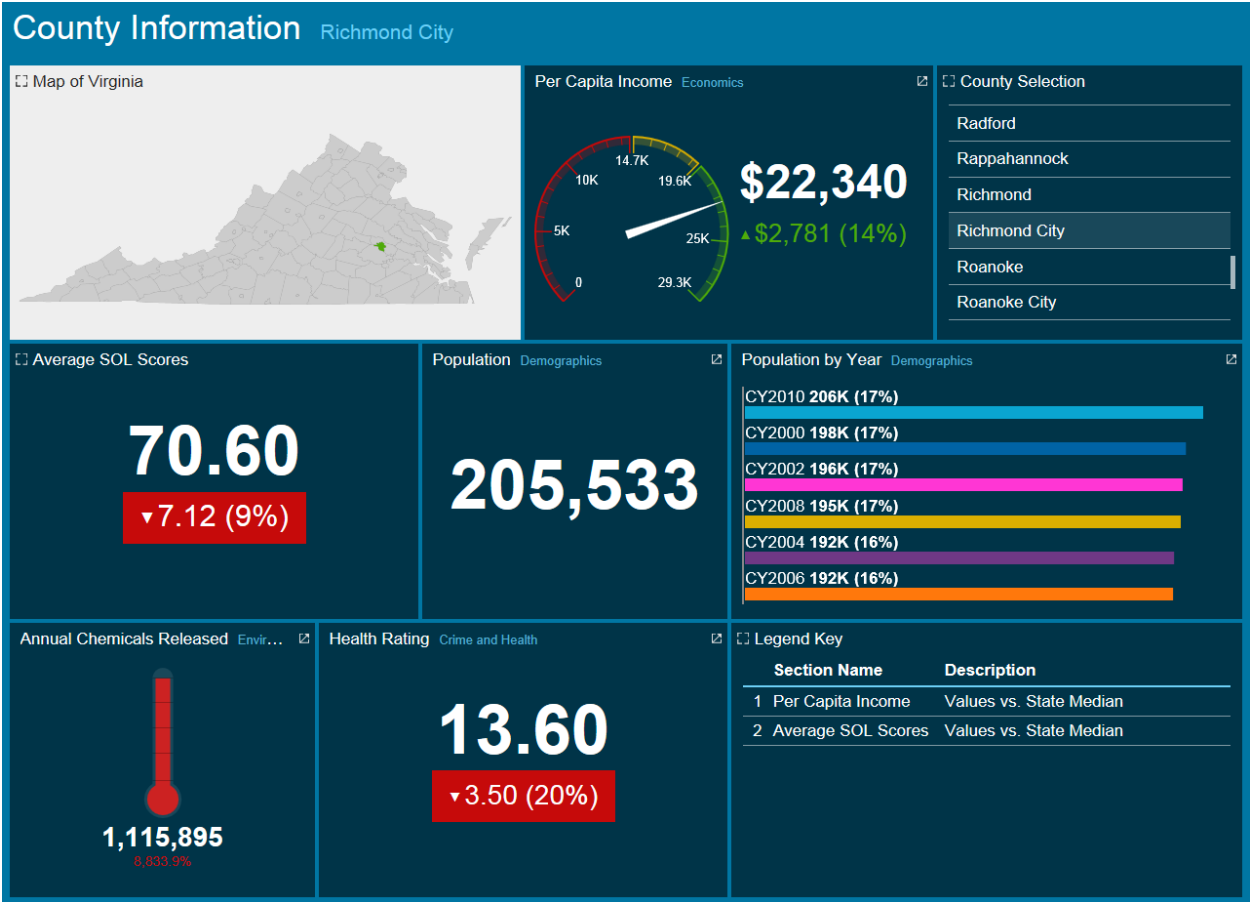 County Information Richmond City
Map of Virginia
Per Capita Income Economics
14.7K
10K
19.6K
5K
25K
0
29.3K
$22,340
▲$2,781 (14%)
County Selection
Radford
Rappahannock
Richmond
Richmond City
Roanoke
Roanoke City
Average SOL Scores
70.60
▼7.12 (9%)
Population Demographics
205,533
Population by Year Demographics
CY2010 206K (17%)
CY2000 198K (17%)
CY2002 196K (17%)
CY2008 195K (17%)
CY2004 192K (16%)
CY2006 192K (16%)
Annual Chemicals Released Envir...
1,115,895
8,833.9%
Health Rating Crime and Health
13.60
▼3.50 (20%)
Legend Key
Section Name Description
1 Per Capita Income Values vs. State Median
2 Average SOL Scores Values vs. State Median